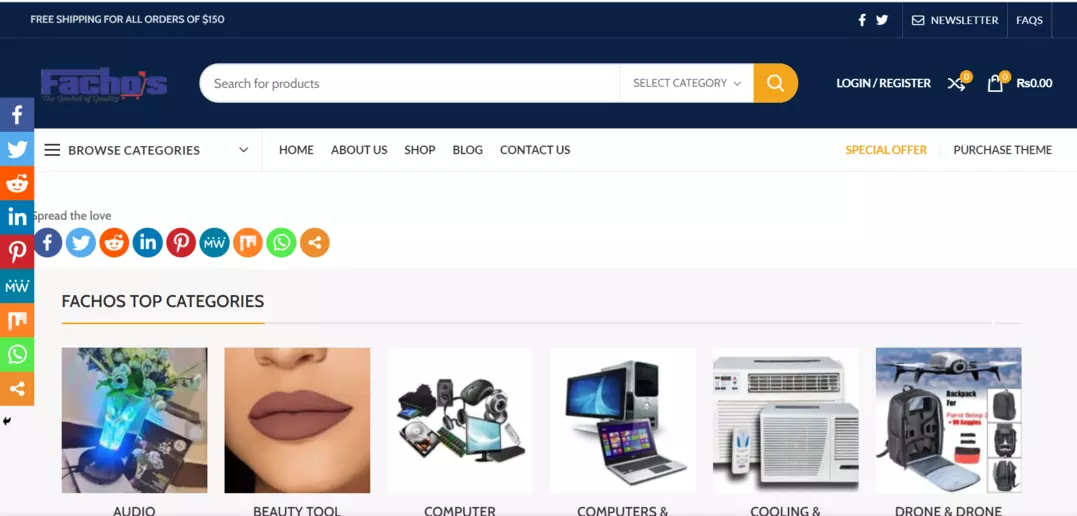 FREE SHIPPING FOR ALL ORDERS OF $150
NEWSLETTER
FAQS
Facho's
The Symbol of Quality
Search for products
SELECT CATEGORY
LOGIN / REGISTER
0
0
₨0.00
BROWSE CATEGORIES
HOME
ABOUT US
SHOP
BLOG
CONTACT US
SPECIAL OFFER
PURCHASE THEME
Spread the love
MW
MW
FACHOS TOP CATEGORIES
Backpack
For
Parrot Bebop 2
+ VR Goggles
AUDIO
BEAUTY TOOL
COMPUTER
COMPUTERS &
COOLING &
DRONE & DRONE